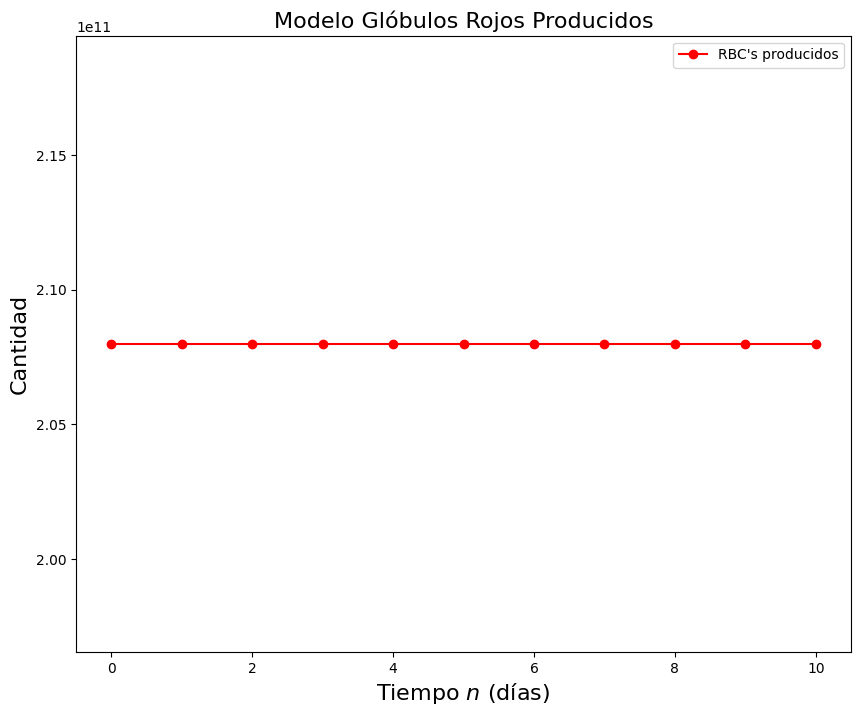 Modelo Glóbulos Rojos Producidos
1e11
RBC's producidos
2.15
2.10
2.05
2.00
Cantidad
0 2 4 6 8 10
Tiempo n (días)